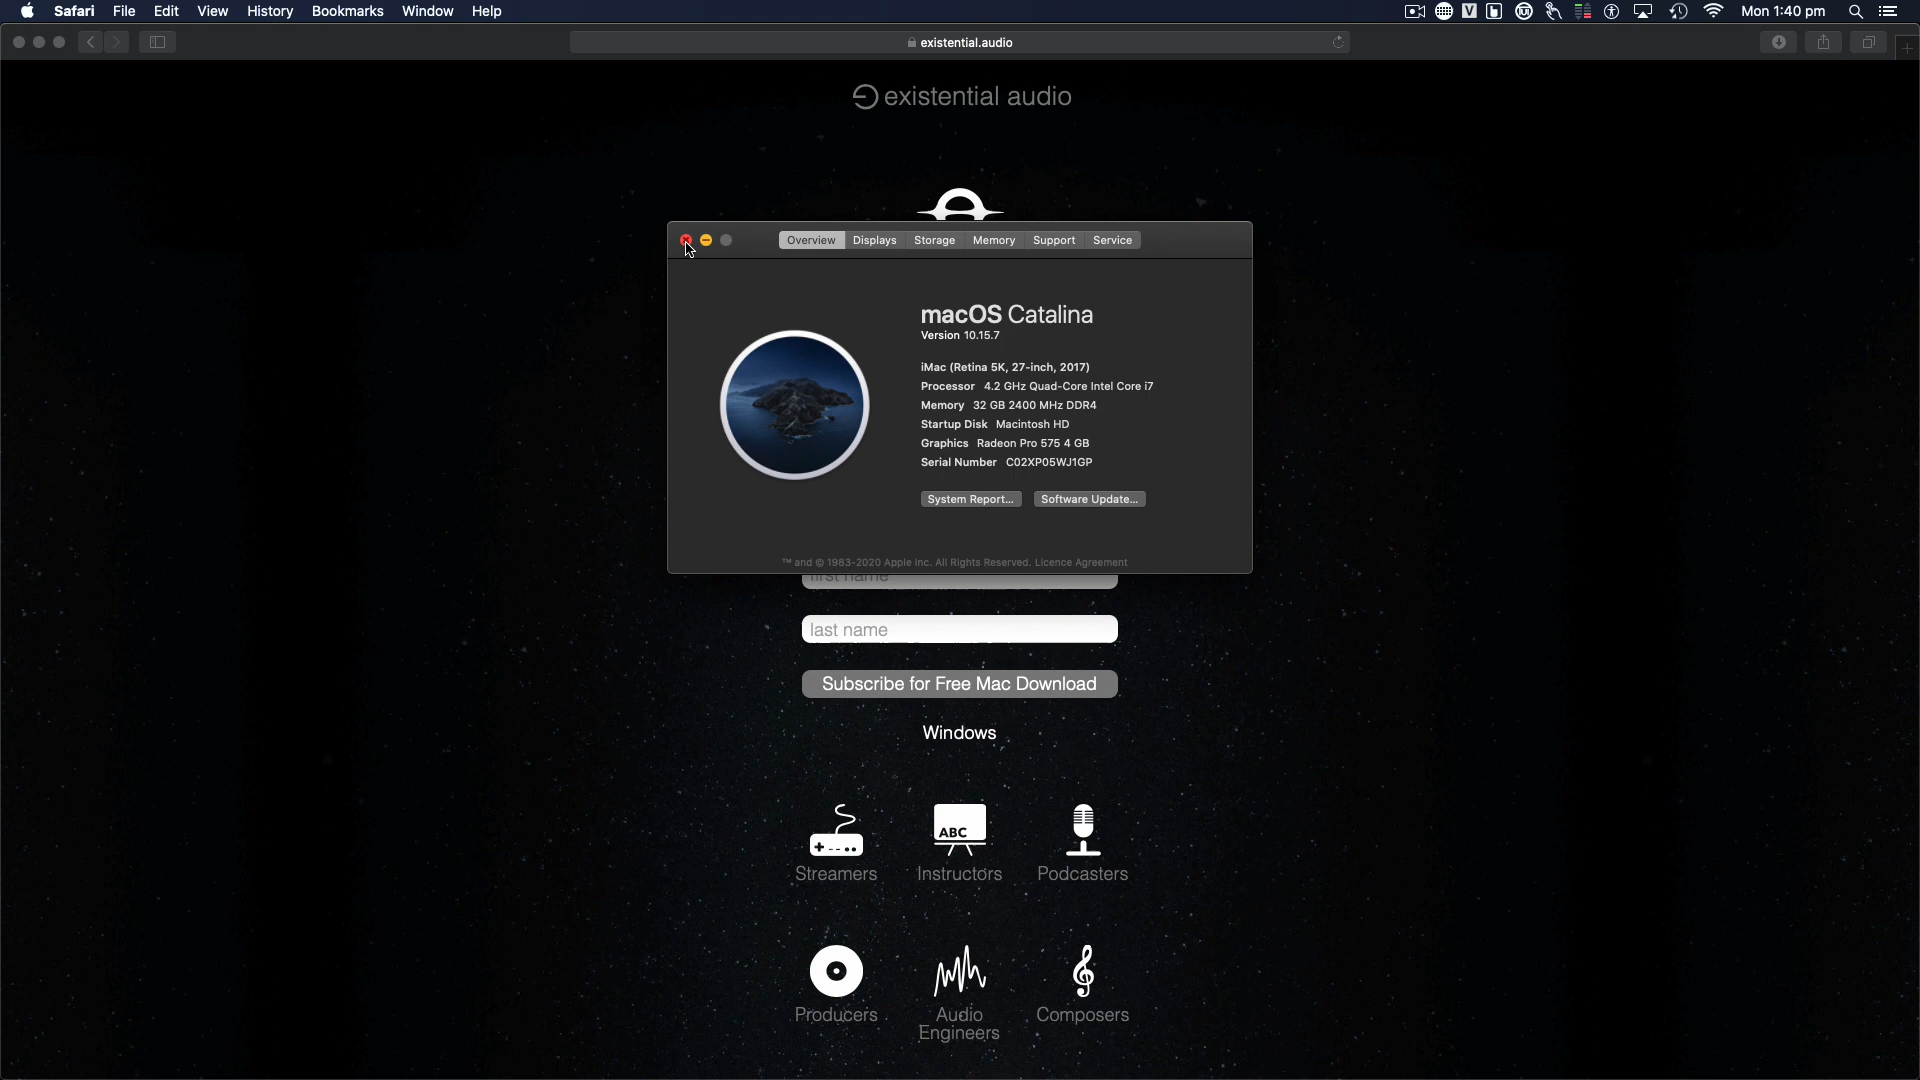 Safari File Edit View History Bookmarks Window Help
Mon 1:40 pm
existential.audio
existential audio
Overview Displays Storage Memory Support Service
macOS Catalina
Version 10.15.7
iMac (Retina 5K, 27-inch, 2017)
Processor 4.2 GHz Quad-Core Intel Core i7
Memory 32 GB 2400 MHz DDR4
Startup Disk Macintosh HD
Graphics Radeon Pro 575 4 GB
Serial Number C02XP05WJ1GP
System Report... Software Update...
™ and © 1983-2020 Apple Inc. All Rights Reserved. Licence Agreement
first name
last name
Subscribe for Free Mac Download
Windows
ABC
Streamers Instructors Podcasters
Producers Audio Composers
Engineers